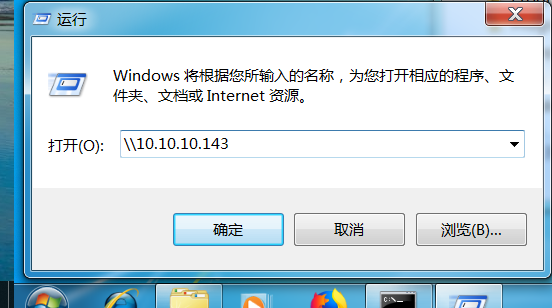 运行
Windows 将根据您所输入的名称，为您打开相应的程序、文
件夹、文档或 Internet 资源。
打开(O): \\10.10.10.143
确定 取消 浏览(B)...